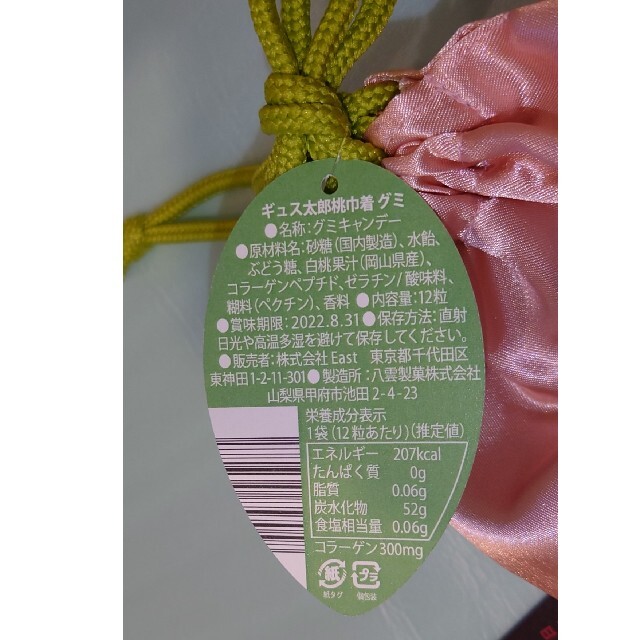 ギュス太郎桃巾着 グミ
●名称:グミキャンデー
●原材料名:砂糖(国内製造)、水飴、
ぶどう糖、白桃果汁(岡山県産)、
コラーゲンペプチド、ゼラチン/酸味料、
糊料(ペクチン)、香料 ●内容量:12粒
●賞味期限:2022.8.31●保存方法:直射
日光や高温多湿を避けて保存してください。
●販売者:株式会社 East 東京都千代田区
東神田1-2-11-301●製造所:八雲製菓株式会社
山梨県甲府市池田2-4-23
栄養成分表示
1袋(12粒あたり)(推定値)
エネルギー 207kcal
たんぱく質 0g
脂質 0.06g
炭水化物 52g
食塩相当量 0.06g
コラーゲン300mg
紙 プラ
紙タグ 個包装